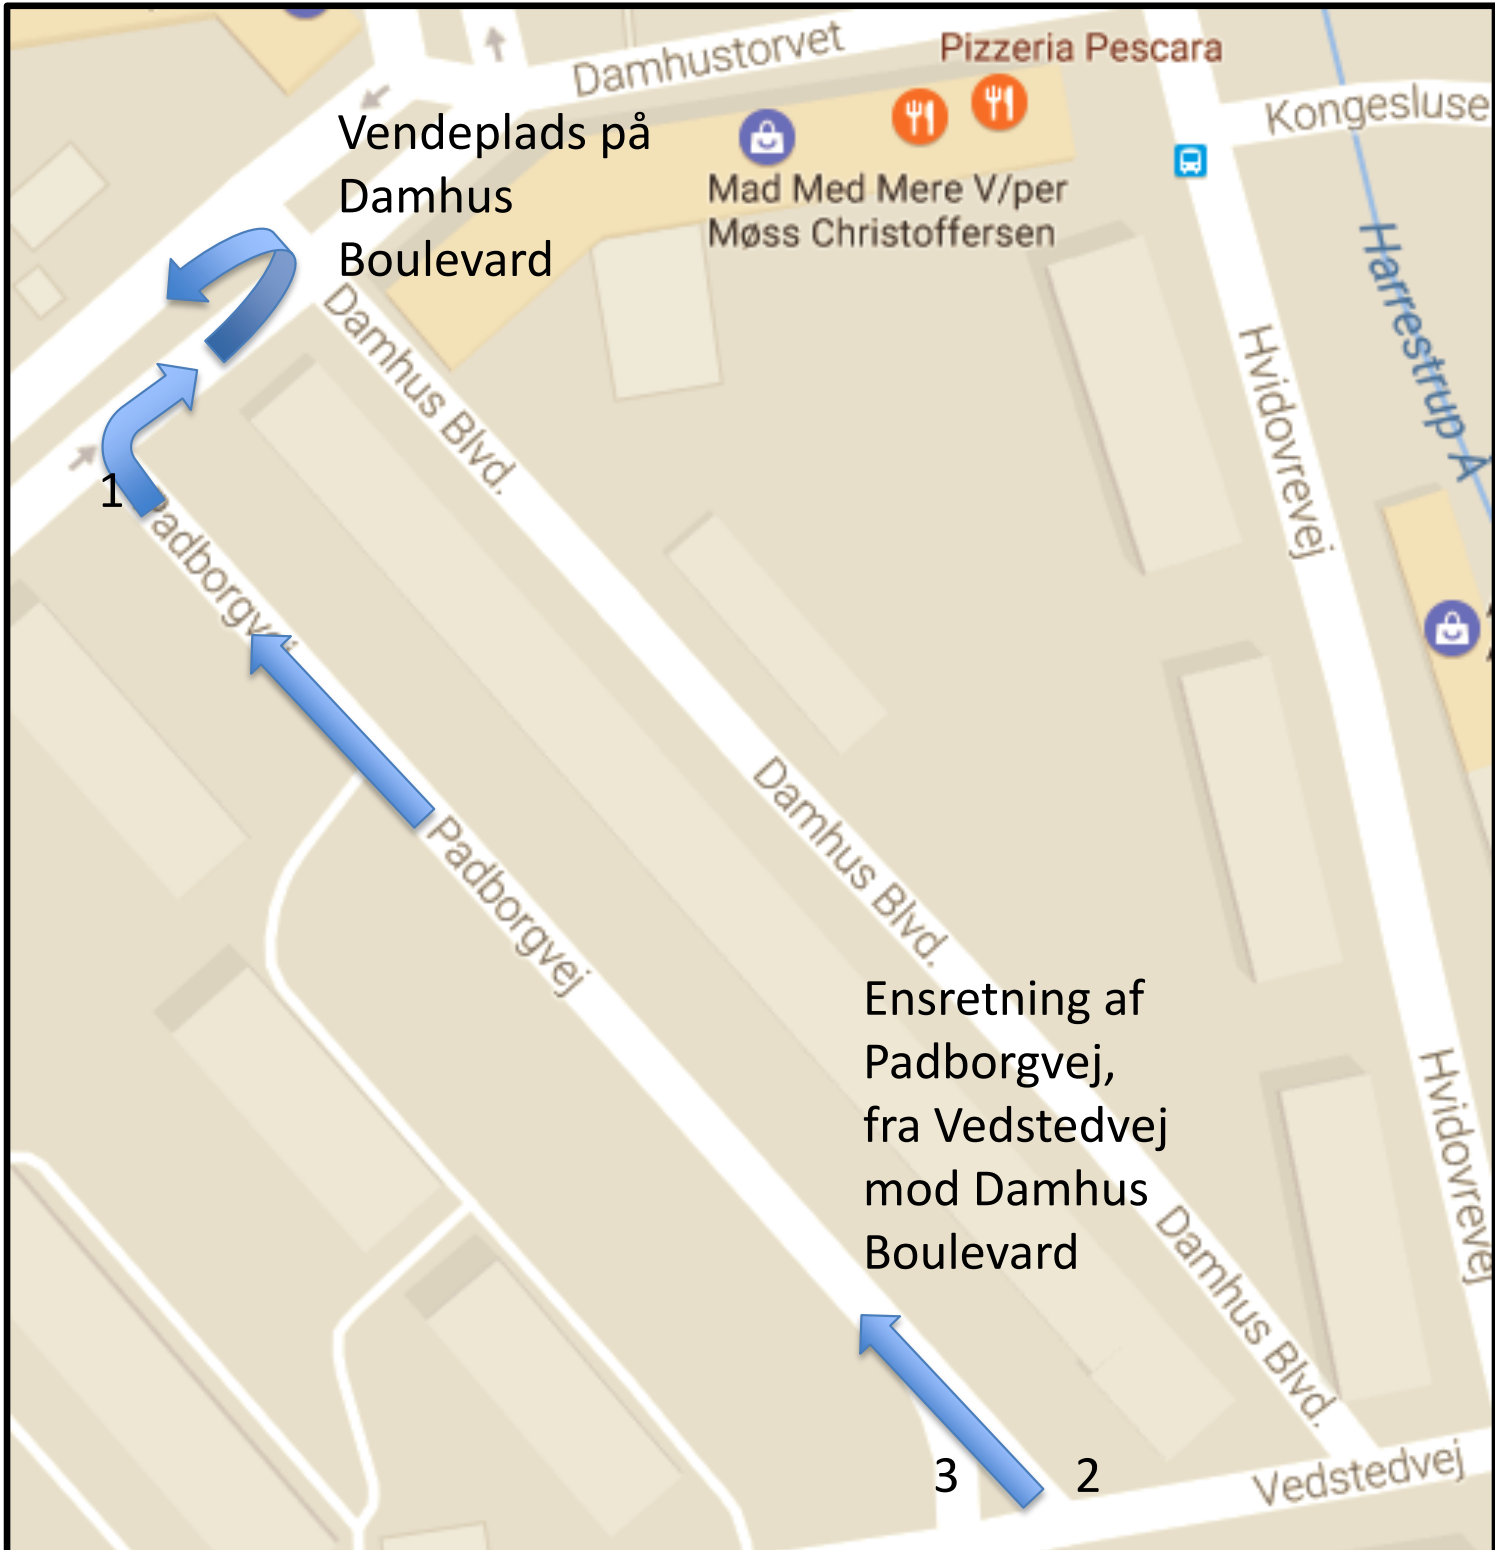 Damhustorvet
Pizzeria Pescara
Kongesluse
Vendeplads på
Damhus
Boulevard
Mad Med Mere V/per
Møss Christoffersen
Harrestrup Å
Damhus Blvd.
Hvidovrevej
1
Padborgvej
Padborgvej
Damhus Blvd.
Ensretning af
Padborgvej,
fra Vedstedvej
mod Damhus
Boulevard
Hvidovrevej
Damhus Blvd.
3
2
Vedstedvej